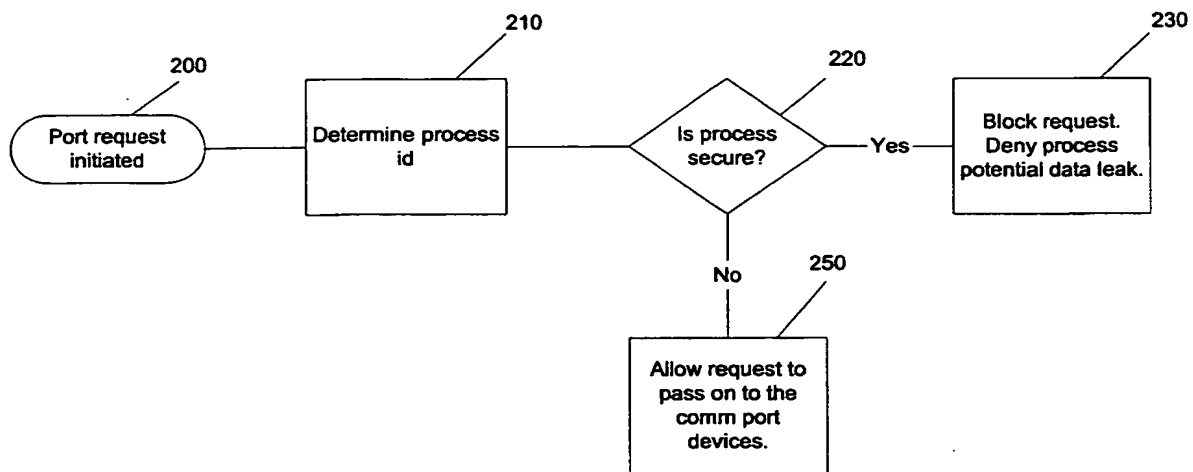 200
Port request
initiated
210
Determine process
id
220
Is process
secure?
Yes
230
Block request.
Deny process
potential data leak.
No
250
Allow request to
pass on to the
comm port
devices.